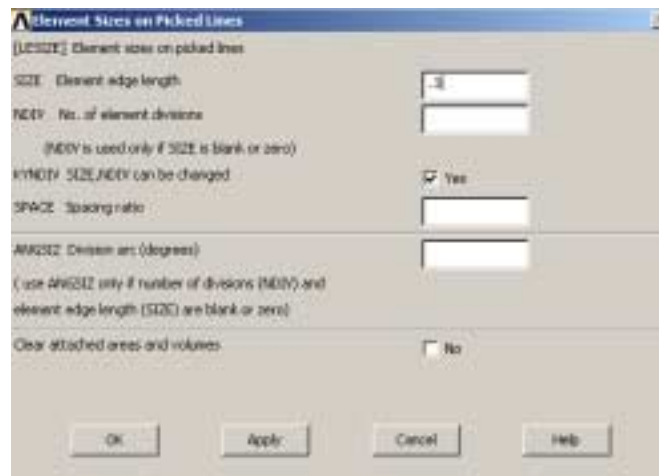 Element Sizes on Picked Lines
[LESIZE] Element sizes on picked lines
SIZE Element edge length
NDIV No. of element divisions
(NDIV is used only if SIZE is blank or zero)
KYNDIV SIZE,NDIV can be changed Yes
SPACE Spacing ratio
ANGSIZ Division arc (degrees)
( use ANGSIZ only if number of divisions (NDIV) and
element edge length (SIZE) are blank or zero)
Clear attached areas and volumes No
OK Apply Cancel Help